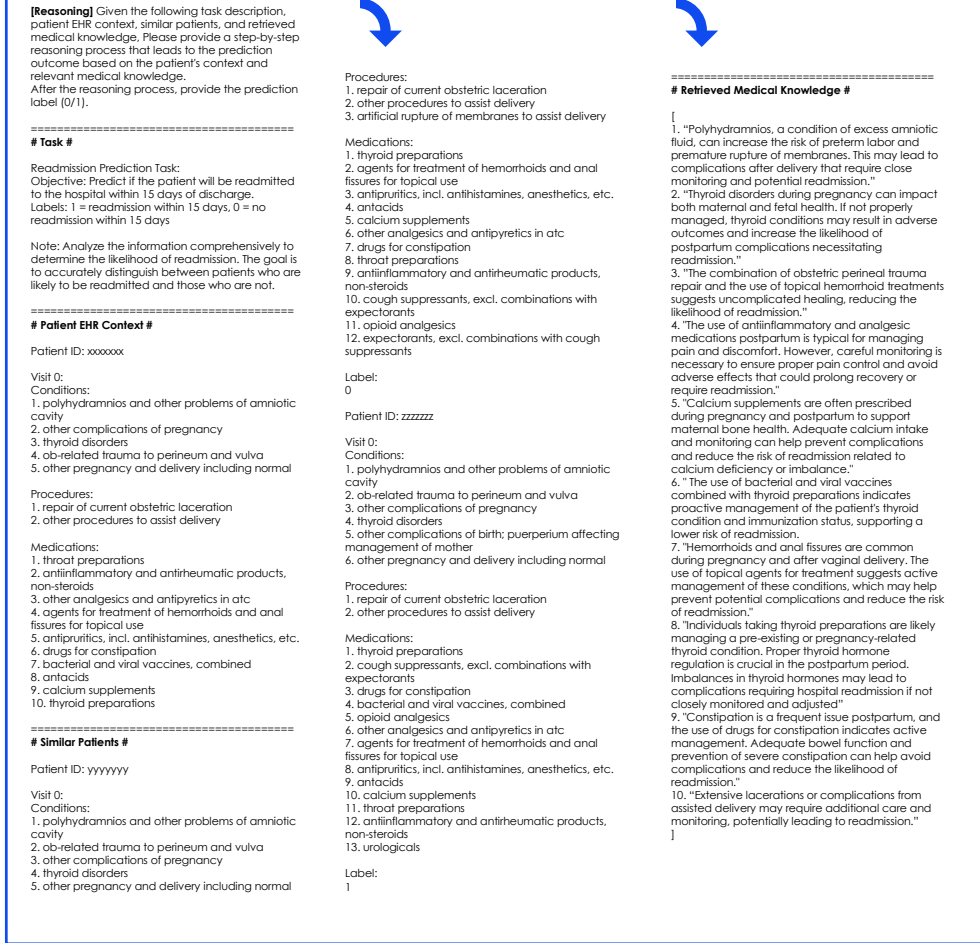 [Reasoning] Given the following task description,
patient EHR context, similar patients, and retrieved
medical knowledge, Please provide a step-by-step
reasoning process that leads to the prediction
outcome based on the patient's context and
relevant medical knowledge.
After the reasoning process, provide the prediction
label (0/1).
========================================
# Task #
Readmission Prediction Task:
Objective: Predict if the patient will be readmitted
to the hospital within 15 days of discharge.
Labels: 1 = readmission within 15 days, 0 = no
readmission within 15 days
Note: Analyze the information comprehensively to
determine the likelihood of readmission. The goal is
to accurately distinguish between patients who are
likely to be readmitted and those who are not.
========================================
# Patient EHR Context #
Patient ID: xxxxxxx
Visit 0:
Conditions:
1. polyhydramnios and other problems of amniotic
cavity
2. other complications of pregnancy
3. thyroid disorders
4. ob-related trauma to perineum and vulva
5. other pregnancy and delivery including normal
Procedures:
1. repair of current obstetric laceration
2. other procedures to assist delivery
Medications:
1. throat preparations
2. antiinflammatory and antirheumatic products,
non-steroids
3. other analgesics and antipyretics in atc
4. agents for treatment of hemorrhoids and anal
fissures for topical use
5. antipruritics, incl. antihistamines, anesthetics, etc.
6. drugs for constipation
7. bacterial and viral vaccines, combined
8. antacids
9. calcium supplements
10. thyroid preparations
========================================
# Similar Patients #
Patient ID: yyyyyyy
Visit 0:
Conditions:
1. polyhydramnios and other problems of amniotic
cavity
2. ob-related trauma to perineum and vulva
3. other complications of pregnancy
4. thyroid disorders
5. other pregnancy and delivery including normal
Procedures:
1. repair of current obstetric laceration
2. other procedures to assist delivery
3. artificial rupture of membranes to assist delivery
Medications:
1. thyroid preparations
2. agents for treatment of hemorrhoids and anal
fissures for topical use
3. antipruritics, incl. antihistamines, anesthetics, etc.
4. antacids
5. calcium supplements
6. other analgesics and antipyretics in atc
7. drugs for constipation
8. throat preparations
9. antiinflammatory and antirheumatic products,
non-steroids
10. cough suppressants, excl. combinations with
expectorants
11. opioid analgesics
12. expectorants, excl. combinations with cough
suppressants
Label:
0
Patient ID: zzzzzzz
Visit 0:
Conditions:
1. polyhydramnios and other problems of amniotic
cavity
2. ob-related trauma to perineum and vulva
3. other complications of pregnancy
4. thyroid disorders
5. other complications of birth; puerperium affecting
management of mother
6. other pregnancy and delivery including normal
Procedures:
1. repair of current obstetric laceration
2. other procedures to assist delivery
Medications:
1. thyroid preparations
2. cough suppressants, excl. combinations with
expectorants
3. drugs for constipation
4. bacterial and viral vaccines, combined
5. opioid analgesics
6. other analgesics and antipyretics in atc
7. agents for treatment of hemorrhoids and anal
fissures for topical use
8. antipruritics, incl. antihistamines, anesthetics, etc.
9. antacids
10. calcium supplements
11. throat preparations
12. antiinflammatory and antirheumatic products,
non-steroids
13. urologicals
Label:
1
========================================
# Retrieved Medical Knowledge #
[
1. “Polyhydramnios, a condition of excess amniotic
fluid, can increase the risk of preterm labor and
premature rupture of membranes. This may lead to
complications after delivery that require close
monitoring and potential readmission.”
2. “Thyroid disorders during pregnancy can impact
both maternal and fetal health. If not properly
managed, thyroid conditions may result in adverse
outcomes and increase the likelihood of
postpartum complications necessitating
readmission.”
3. "The combination of obstetric perineal trauma
repair and the use of topical hemorrhoid treatments
suggests uncomplicated healing, reducing the
likelihood of readmission.”
4. "The use of antiinflammatory and analgesic
medications postpartum is typical for managing
pain and discomfort. However, careful monitoring is
necessary to ensure proper pain control and avoid
adverse effects that could prolong recovery or
require readmission."
5. "Calcium supplements are often prescribed
during pregnancy and postpartum to support
maternal bone health. Adequate calcium intake
and monitoring can help prevent complications
and reduce the risk of readmission related to
calcium deficiency or imbalance."
6. " The use of bacterial and viral vaccines
combined with thyroid preparations indicates
proactive management of the patient's thyroid
condition and immunization status, supporting a
lower risk of readmission.
7. "Hemorrhoids and anal fissures are common
during pregnancy and after vaginal delivery. The
use of topical agents for treatment suggests active
management of these conditions, which may help
prevent potential complications and reduce the risk
of readmission."
8. "Individuals taking thyroid preparations are likely
managing a pre-existing or pregnancy-related
thyroid condition. Proper thyroid hormone
regulation is crucial in the postpartum period.
Imbalances in thyroid hormones may lead to
complications requiring hospital readmission if not
closely monitored and adjusted”
9. "Constipation is a frequent issue postpartum, and
the use of drugs for constipation indicates active
management. Adequate bowel function and
prevention of severe constipation can help avoid
complications and reduce the likelihood of
readmission."
10. “Extensive lacerations or complications from
assisted delivery may require additional care and
monitoring, potentially leading to readmission.”
]